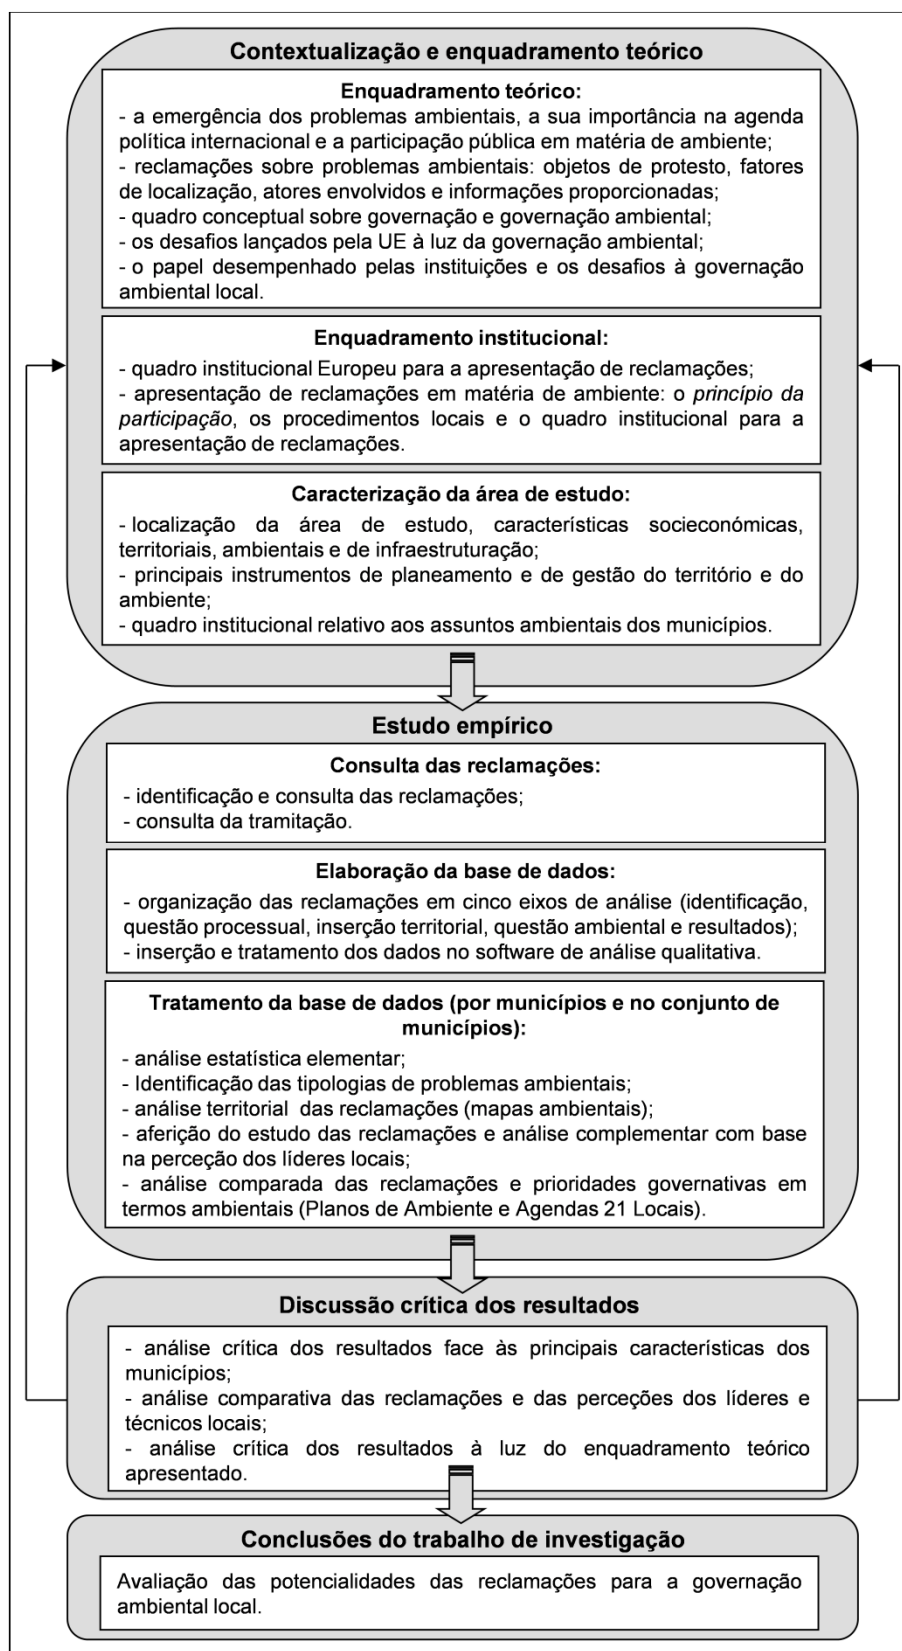 Contextualização e enquadramento teórico
Enquadramento teórico:
- a emergência dos problemas ambientais, a sua importância na agenda
política internacional e a participação pública em matéria de ambiente;
- reclamações sobre problemas ambientais: objetos de protesto, fatores
de localização, atores envolvidos e informações proporcionadas;
- quadro conceptual sobre governação e governação ambiental;
- os desafios lançados pela UE à luz da governação ambiental;
- o papel desempenhado pelas instituições e os desafios à governação
ambiental local.
Enquadramento institucional:
- quadro institucional Europeu para a apresentação de reclamações;
- apresentação de reclamações em matéria de ambiente: o princípio da
participação, os procedimentos locais e o quadro institucional para a
apresentação de reclamações.
Caracterização da área de estudo:
- localização da área de estudo, características socieconómicas,
territoriais, ambientais e de infraestruturação;
- principais instrumentos de planeamento e de gestão do território e do
ambiente;
- quadro institucional relativo aos assuntos ambientais dos municípios.
Estudo empírico
Consulta das reclamações:
- identificação e consulta das reclamações;
- consulta da tramitação.
Elaboração da base de dados:
- organização das reclamações em cinco eixos de análise (identificação,
questão processual, inserção territorial, questão ambiental e resultados);
- inserção e tratamento dos dados no software de análise qualitativa.
Tratamento da base de dados (por municípios e no conjunto de
municípios):
- análise estatística elementar;
- Identificação das tipologias de problemas ambientais;
- análise territorial das reclamações (mapas ambientais);
- aferição do estudo das reclamações e análise complementar com base
na perceção dos líderes locais;
- análise comparada das reclamações e prioridades governativas em
termos ambientais (Planos de Ambiente e Agendas 21 Locais).
Discussão crítica dos resultados
- análise crítica dos resultados face às principais características dos
municípios;
- análise comparativa das reclamações e das perceções dos líderes e
técnicos locais;
- análise crítica dos resultados à luz do enquadramento teórico
apresentado.
Conclusões do trabalho de investigação
Avaliação das potencialidades das reclamações para a governação
ambiental local.